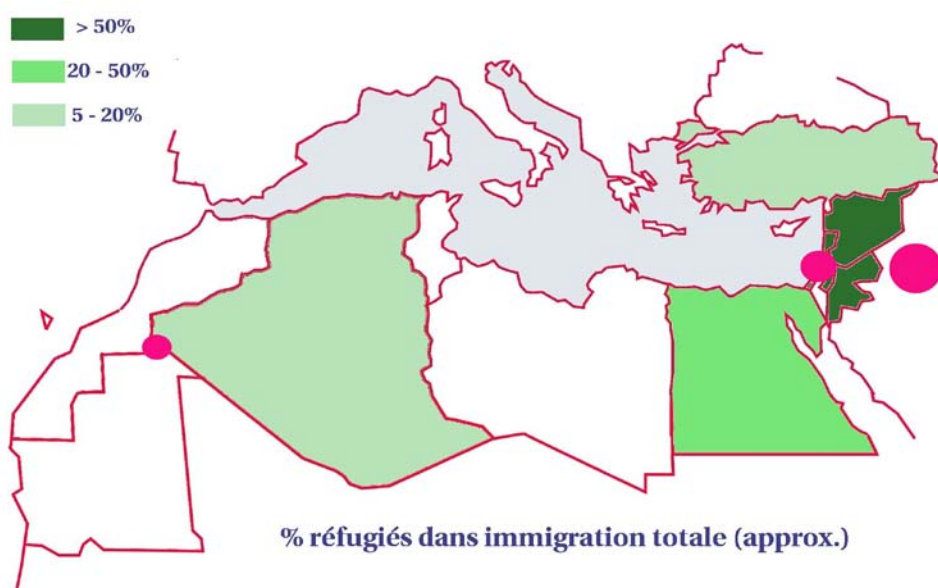 > 50%
20 - 50%
5 - 20%
% réfugiés dans immigration totale (approx.)